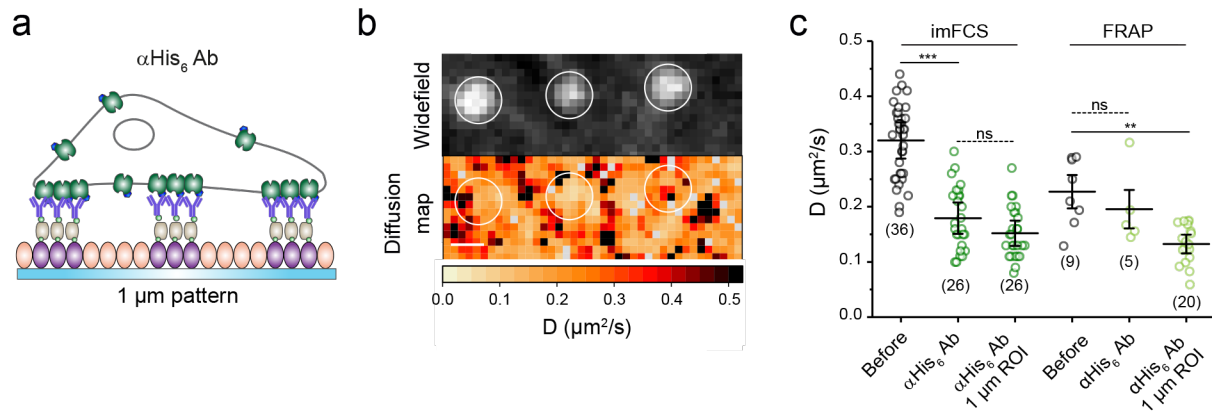 a
αHis₆ Ab
1 μm pattern
b
Widefield
Diffusion
map
0.0 0.1 0.2 0.3 0.4 0.5
D (μm²/s)
c
imFCS
FRAP
***
ns
ns
**
D (μm²/s)
0.5
0.4
0.3
0.2
0.1
0.0
(36)
(26)
(26)
(9)
(5)
(20)
Before
αHis₆ Ab
αHis₆ Ab
1 μm ROI
Before
αHis₆ Ab
αHis₆ Ab
1 μm ROI